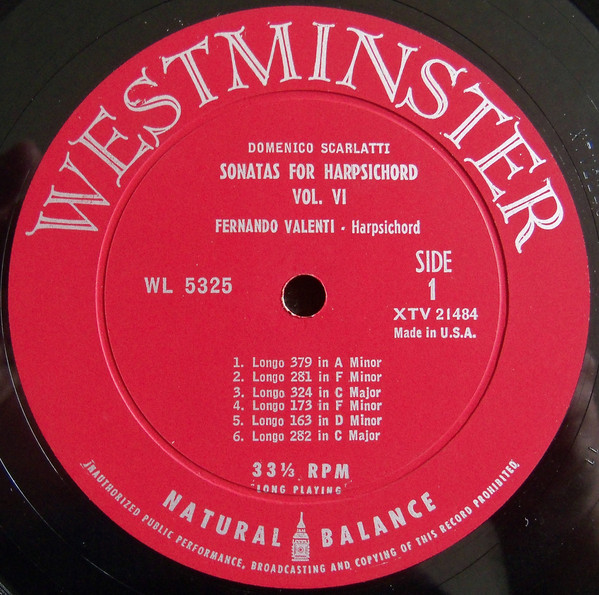 WESTMINSTER
DOMENICO SCARLATTI
SONATAS FOR HARPSICHORD
VOL. VI
FERNANDO VALENTI - Harpsichord
WL 5325
SIDE
1
XTV 21484
Made in U.S.A.
1. Longo 379 in A Minor
2. Longo 281 in F Minor
3. Longo 324 in C Major
4. Longo 173 in F Minor
5. Longo 163 in D Minor
6. Longo 282 in C Major
33⅓ RPM
"LONG PLAYING"
NATURAL BALANCE
UNAUTHORIZED PUBLIC PERFORMANCE, BROADCASTING AND COPYING OF THIS RECORD PROHIBITED